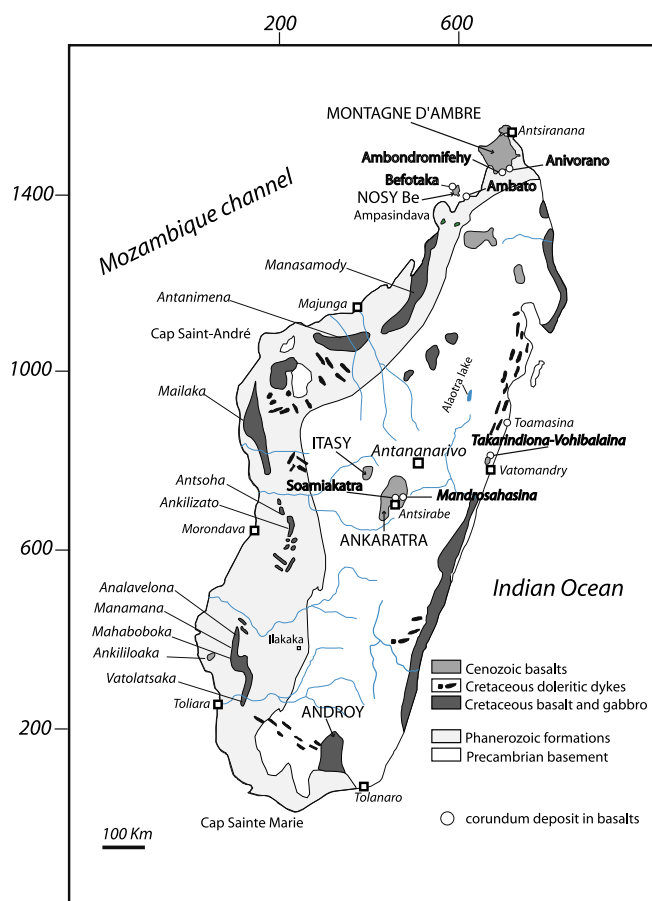 200
600
1400
1000
600
200
MONTAGNE D'AMBRE
Antsiranana
Ambondromifehy
Anivorano
Befotaka
Ambato
NOSY Be
Ampasindava
Mozambique channel
Manasamody
Antanimena
Majunga
Cap Saint-André
Mailaka
Alaotra lake
Toamasina
Takarindiong-Vohibalaina
ITASY
Antananarivo
Vatomandry
Antsoha
Soamiakatra
Mandrosahasina
Ankilizato
Antsirabe
Morondava
ANKARATRA
Indian Ocean
Analavelona
Manamana
Mahaboboka
Ilakaka
Ankililoaka
Vatolatsaka
Toliara
ANDROY
Tolanaro
Cap Sainte Marie
Cenozoic basalts
Cretaceous doleritic dykes
Cretaceous basalt and gabbro
Phanerozoic formations
Precambrian basement
corundum deposit in basalts
100 Km